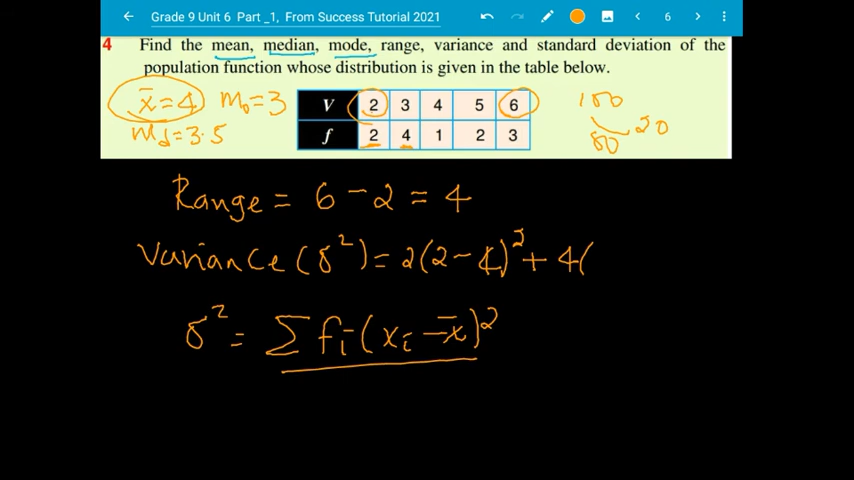 Grade 9 Unit 6 Part _1, From Success Tutorial 2021
6
4 Find the mean, median, mode, range, variance and standard deviation of the
population function whose distribution is given in the table below.
x̄ = 4 m₀ = 3
md = 3.5
V 2 3 4 5 6
f 2 4 1 2 3
100
80 20
Range = 6 - 2 = 4
Variance (σ²) = 2(2 - 4)² + 4(
σ² = Σ fi (xi - x̄)²